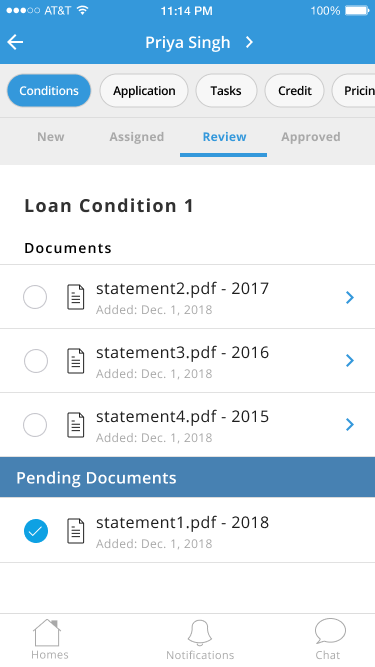 AT&T 11:14 PM 100%
Priya Singh
Conditions Application Tasks Credit Pricin
New Assigned Review Approved
Loan Condition 1
Documents
statement2.pdf - 2017
Added: Dec. 1, 2018
statement3.pdf - 2016
Added: Dec. 1, 2018
statement4.pdf - 2015
Added: Dec. 1, 2018
Pending Documents
statement1.pdf - 2018
Added: Dec. 1, 2018
Homes Notifications Chat